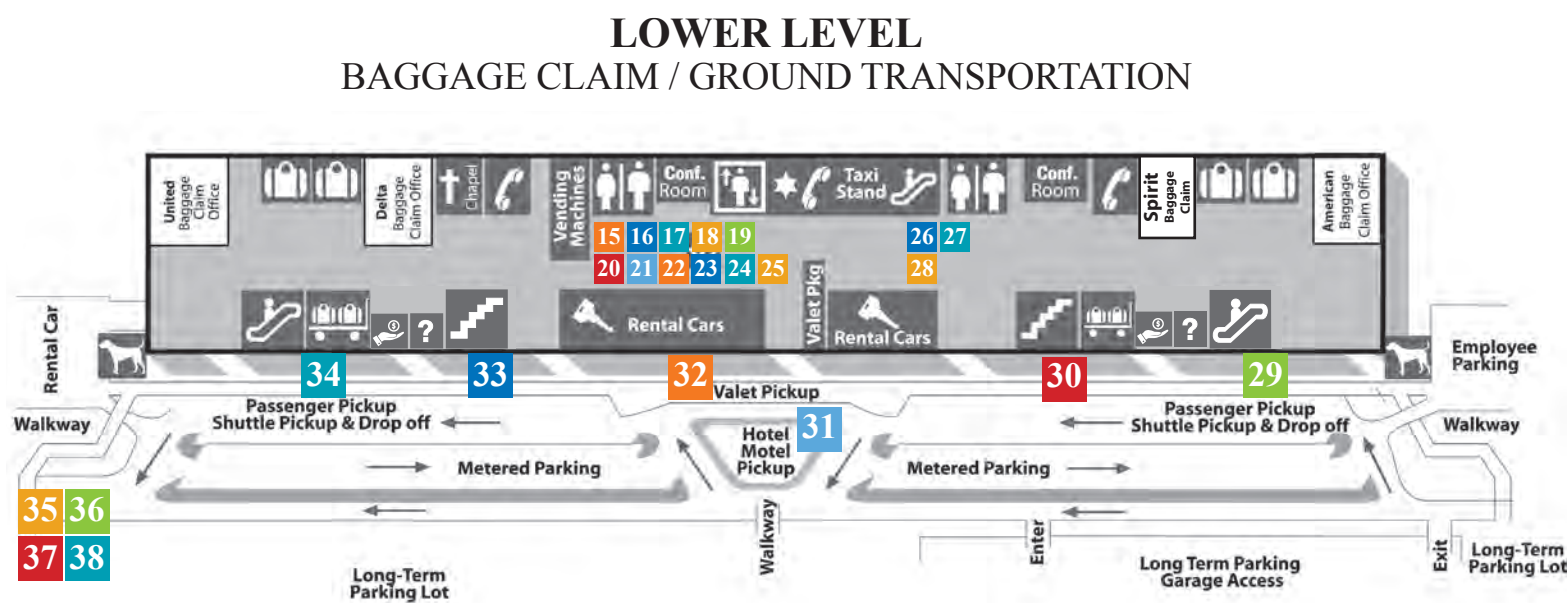 LOWER LEVEL
BAGGAGE CLAIM / GROUND TRANSPORTATION
United
Baggage
Claim
Office
Delta
Baggage
Claim Office
Chapel
Vending
Machines
Conf.
Room
Taxi
Stand
Conf.
Room
Spirit
Baggage
Claim
American
Baggage
Claim Office
15 16 17 18 19
20 21 22 23 24 25
26 27
28
$
?
Rental Cars
Valet Pkg
Rental Cars
$
?
Rental Car
Employee
Parking
34 33 32 30 29
Valet Pickup
Walkway
Passenger Pickup
Shuttle Pickup & Drop off
Hotel
Motel
Pickup
31
Passenger Pickup
Shuttle Pickup & Drop off
Walkway
Metered Parking
Metered Parking
35 36
37 38
Walkway
Enter
Exit
Long-Term
Parking Lot
Long Term Parking
Garage Access
Long-Term
Parking Lot